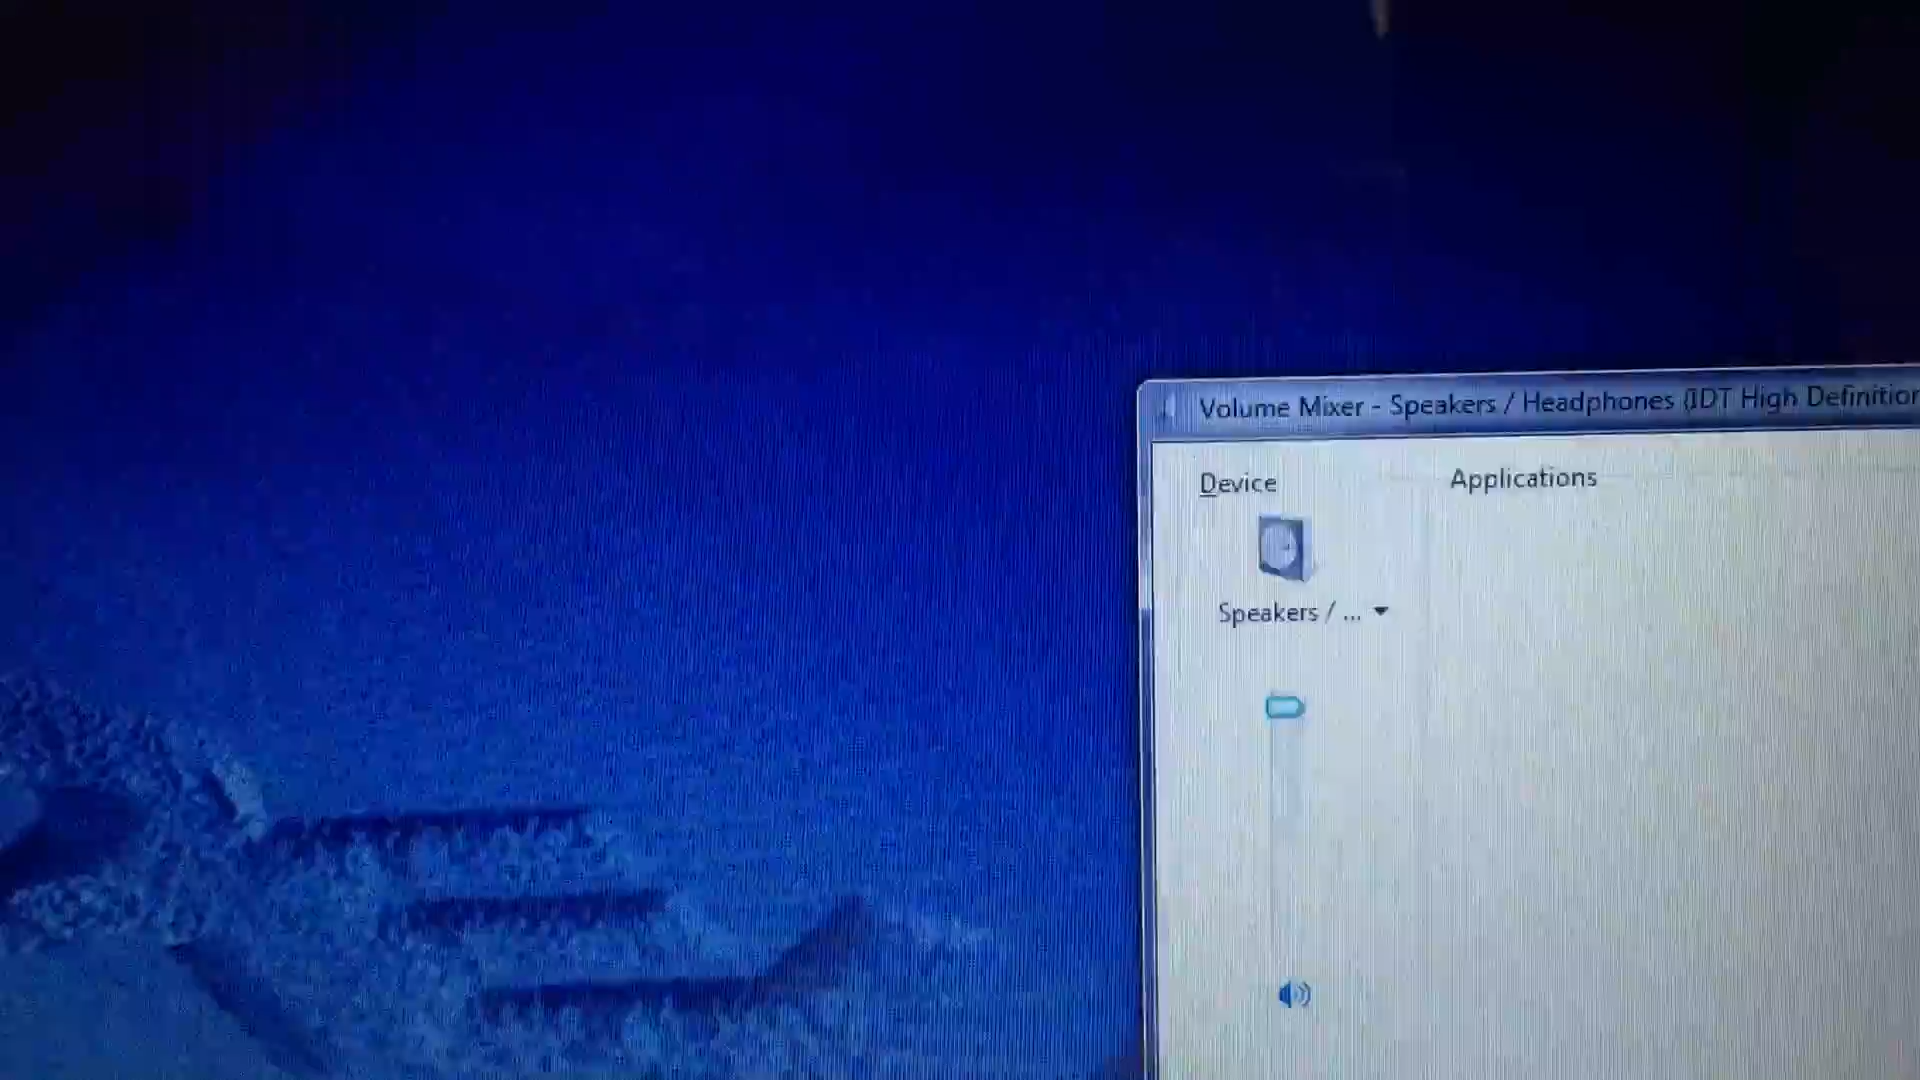 Volume Mixer - Speakers / Headphones (IDT High Definition
Device
Applications
Speakers / ...